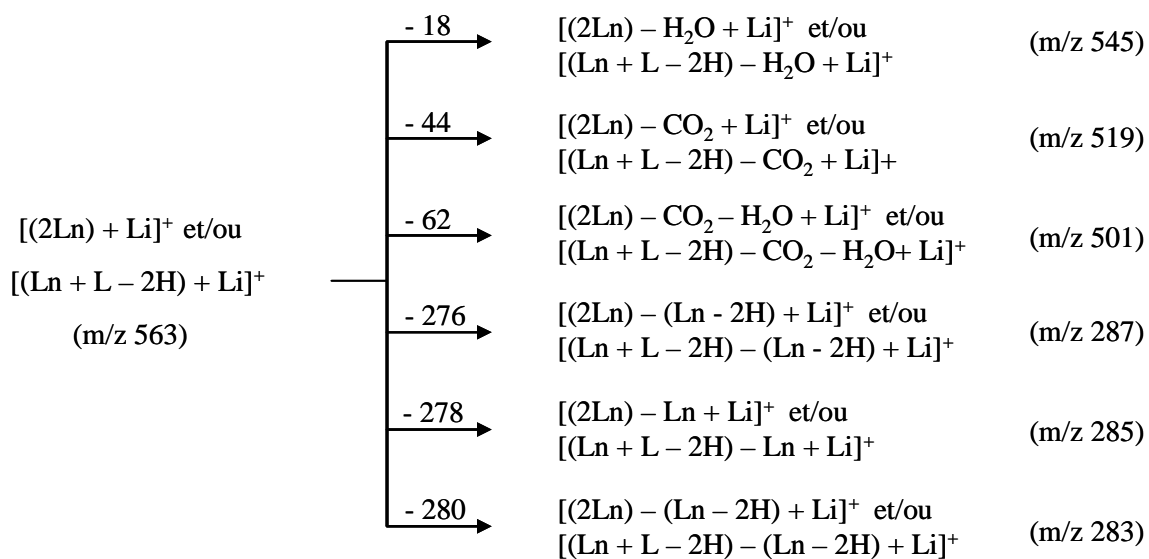 - 18
[(2Ln) – H₂O + Li]⁺ et/ou
[(Ln + L – 2H) – H₂O + Li]⁺
(m/z 545)
- 44
[(2Ln) – CO₂ + Li]⁺ et/ou
[(Ln + L – 2H) – CO₂ + Li]+
(m/z 519)
[(2Ln) + Li]⁺ et/ou
[(Ln + L – 2H) + Li]⁺
(m/z 563)
- 62
[(2Ln) – CO₂ – H₂O + Li]⁺ et/ou
[(Ln + L – 2H) – CO₂ – H₂O+ Li]⁺
(m/z 501)
- 276
[(2Ln) – (Ln - 2H) + Li]⁺ et/ou
[(Ln + L – 2H) – (Ln - 2H) + Li]⁺
(m/z 287)
- 278
[(2Ln) – Ln + Li]⁺ et/ou
[(Ln + L – 2H) – Ln + Li]⁺
(m/z 285)
- 280
[(2Ln) – (Ln – 2H) + Li]⁺ et/ou
[(Ln + L – 2H) – (Ln – 2H) + Li]⁺
(m/z 283)